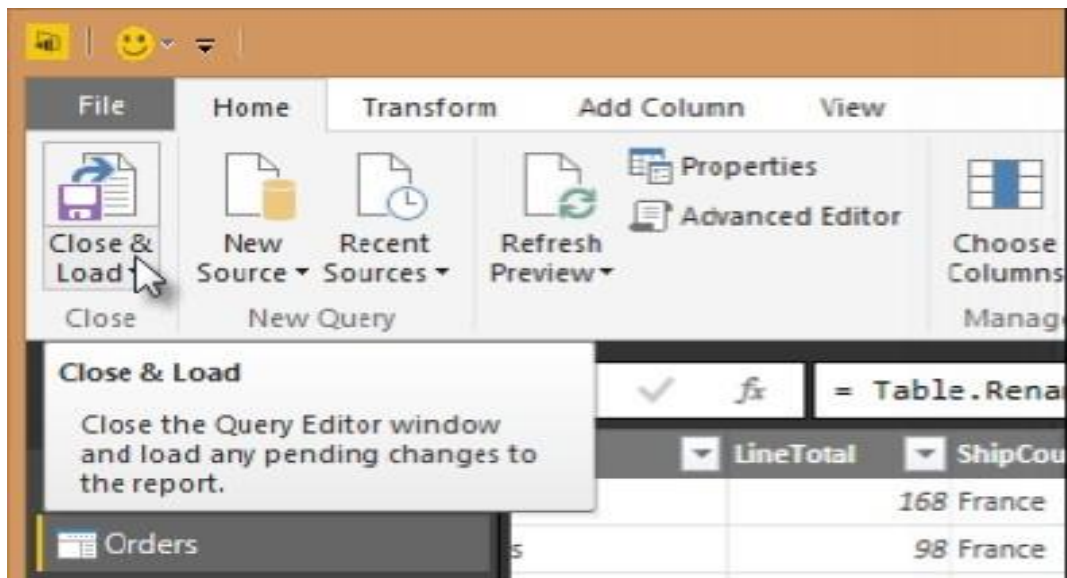 File Home Transform Add Column View
Close & Load
New Source
Recent Sources
Refresh Preview
Properties
Advanced Editor
Choose Columns
Close
New Query
Manag
Close & Load
Close the Query Editor window
and load any pending changes to
the report.
fx = Table.Rena
LineTotal ShipCou
168 France
Orders
s 98 France